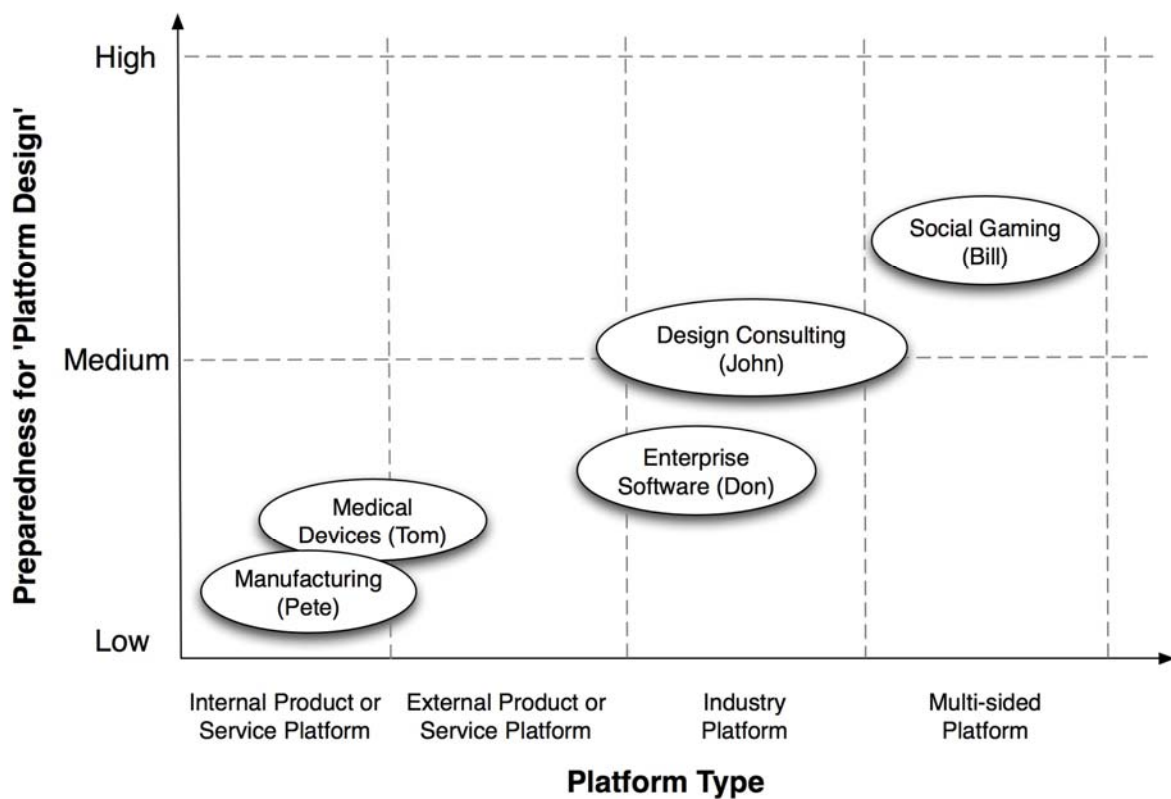 Preparedness for 'Platform Design'
High
Medium
Low
Social Gaming
(Bill)
Design Consulting
(John)
Enterprise
Software (Don)
Medical
Devices (Tom)
Manufacturing
(Pete)
Internal Product or
Service Platform
External Product or
Service Platform
Industry
Platform
Multi-sided
Platform
Platform Type